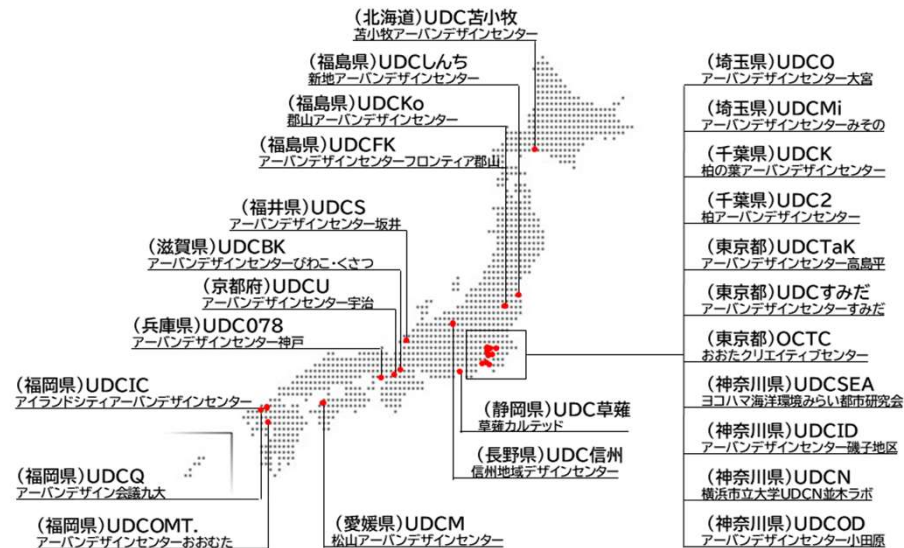 (北海道)UDC苫小牧
苫小牧アーバンデザインセンター
(福島県)UDCしんち
新地アーバンデザインセンター
(福島県)UDCKo
郡山アーバンデザインセンター
(福島県)UDCFK
アーバンデザインセンターフロンティア郡山
(福井県)UDCS
アーバンデザインセンター坂井
(滋賀県)UDCBK
アーバンデザインセンターびわこ・くさつ
(京都府)UDCU
アーバンデザインセンター宇治
(兵庫県)UDC078
アーバンデザインセンター神戸
(福岡県)UDCIC
アイランドシティアーバンデザインセンター
(福岡県)UDCQ
アーバンデザイン会議九大
(福岡県)UDCOMT.
アーバンデザインセンターおおむた
(愛媛県)UDCM
松山アーバンデザインセンター
(静岡県)UDC草薙
草薙カルテッド
(長野県)UDC信州
信州地域デザインセンター
(埼玉県)UDCO
アーバンデザインセンター大宮
(埼玉県)UDCMi
アーバンデザインセンターみその
(千葉県)UDCK
柏の葉アーバンデザインセンター
(千葉県)UDC2
柏アーバンデザインセンター
(東京都)UDCTaK
アーバンデザインセンター高島平
(東京都)UDCすみだ
アーバンデザインセンターすみだ
(東京都)OCTC
おおたクリエイティブセンター
(神奈川県)UDCSEA
ヨコハマ海洋環境みらい都市研究会
(神奈川県)UDCID
アーバンデザインセンター磯子地区
(神奈川県)UDCN
横浜市立大学UDCN並木ラボ
(神奈川県)UDCOD
アーバンデザインセンター小田原